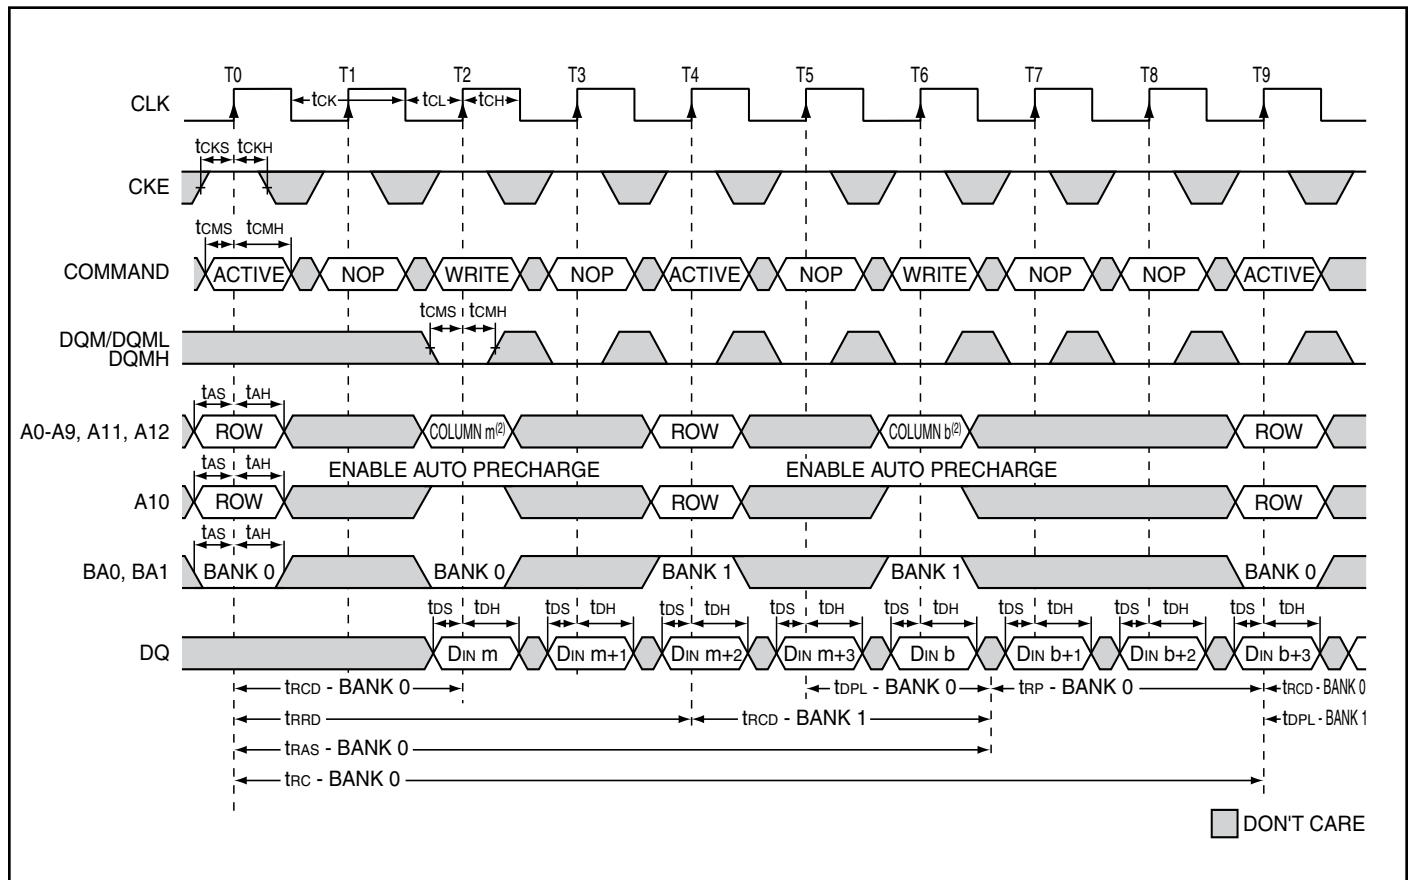 T0 T1 T2 T3 T4 T5 T6 T7 T8 T9
CLK tCK tCL tCH
tCKS tCKH
CKE
tCMS tCMH
COMMAND ACTIVE NOP WRITE NOP ACTIVE NOP WRITE NOP NOP ACTIVE
tCMS tCMH
DQM/DQML
DQMH
tAS tAH
A0-A9, A11, A12 ROW COLUMN m(2) ROW COLUMN b(2) ROW
tAS tAH ENABLE AUTO PRECHARGE ENABLE AUTO PRECHARGE
A10 ROW ROW ROW
tAS tAH
BA0, BA1 BANK 0 BANK 0 BANK 1 BANK 1 BANK 0
tDS tDH tDS tDH tDS tDH tDS tDH tDS tDH tDS tDH tDS tDH tDS tDH
DQ DIN m DIN m+1 DIN m+2 DIN m+3 DIN b DIN b+1 DIN b+2 DIN b+3
tRCD - BANK 0 tDPL - BANK 0 tRP - BANK 0 tRCD - BANK 0
tRRD tRCD - BANK 1 tDPL - BANK 1
tRAS - BANK 0
tRC - BANK 0
DON'T CARE